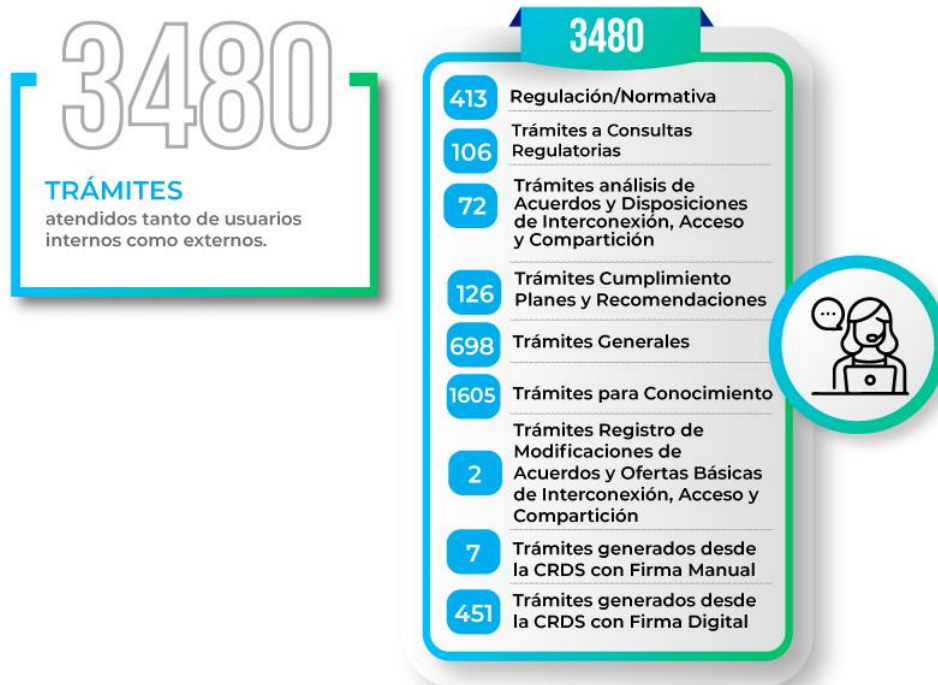 3480
TRÁMITES
atendidos tanto de usuarios
internos como externos.
3480
413
Regulación/Normativa
106
Trámites a Consultas
Regulatorias
72
Trámites análisis de
Acuerdos y Disposiciones
de Interconexión, Acceso
y Compartición
126
Trámites Cumplimiento
Planes y Recomendaciones
698
Trámites Generales
1605
Trámites para Conocimiento
2
Trámites Registro de
Modificaciones de
Acuerdos y Ofertas Básicas
de Interconexión, Acceso y
Compartición
7
Trámites generados desde
la CRDS con Firma Manual
451
Trámites generados desde
la CRDS con Firma Digital